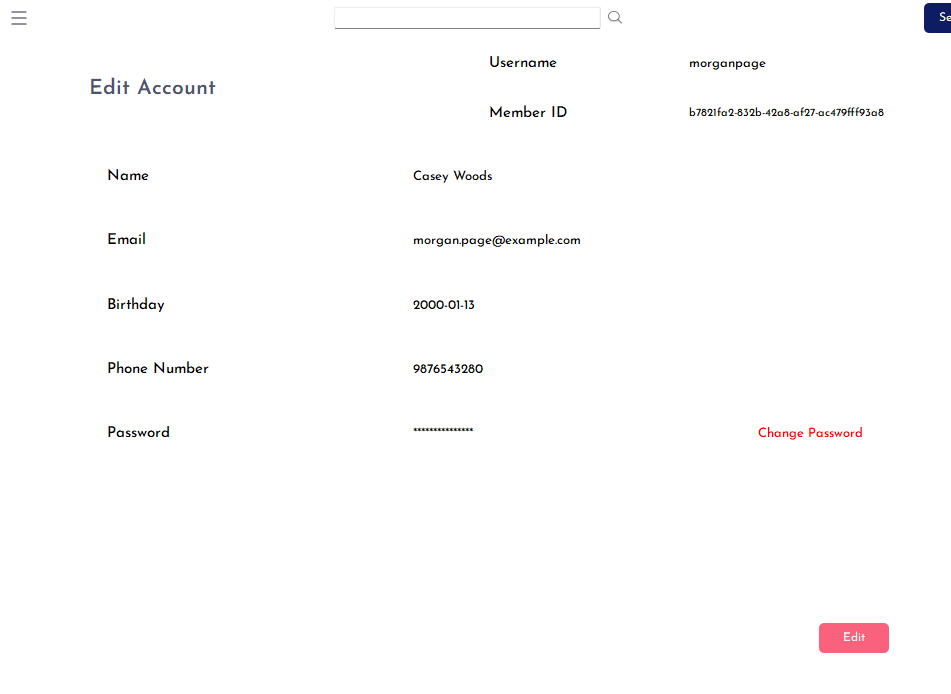 Se
Username morganpage
Edit Account
Member ID b7821fa2-832b-42a8-af27-ac479fff93a8
Name Casey Woods
Email morgan.page@example.com
Birthday 2000-01-13
Phone Number 9876543280
Password ***************
Change Password
Edit